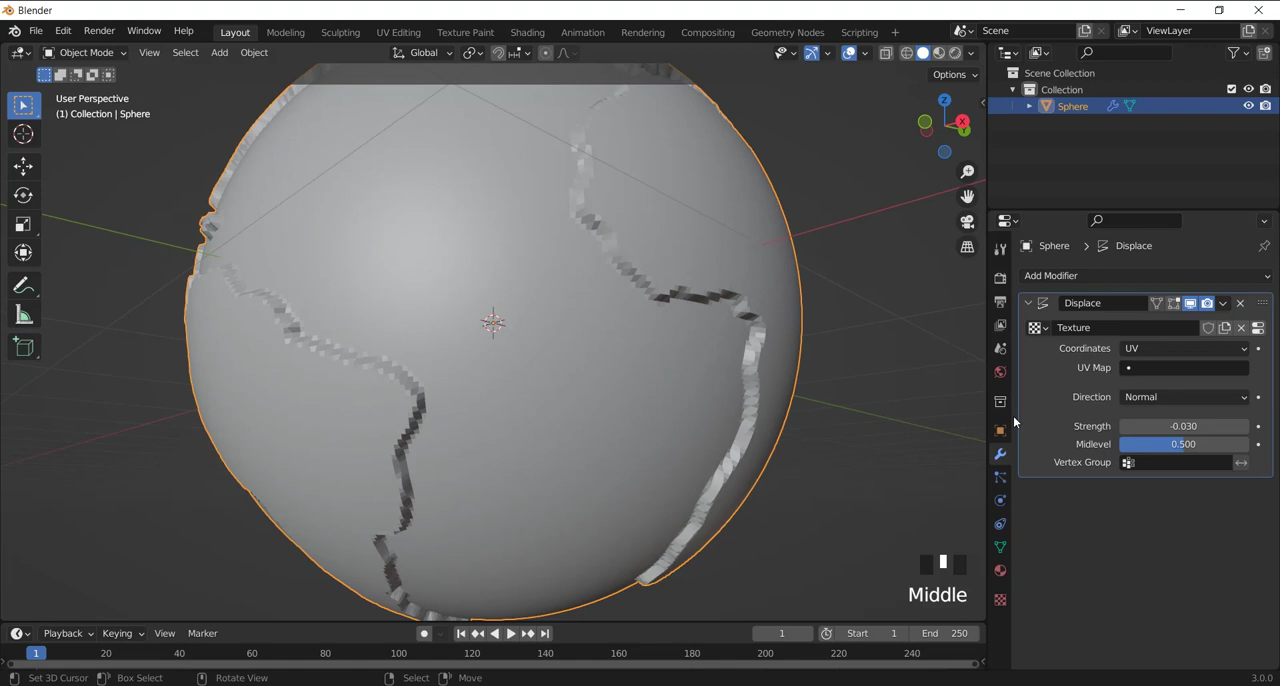 Blender
File Edit Render Window Help Layout Modeling Sculpting UV Editing Texture Paint Shading Animation Rendering Compositing Geometry Nodes Scripting + Scene ViewLayer
Object Mode View Select Add Object Global
Options
User Perspective
(1) Collection | Sphere
Z
X
Y
Middle
Scene Collection
Collection
Sphere
Sphere > Displace
Add Modifier
Displace
Texture
Coordinates UV
UV Map
Direction Normal
Strength -0.030
Midlevel 0.500
Vertex Group
Playback Keying View Marker 1 Start 1 End 250
1 20 40 60 80 100 120 140 160 180 200 220 240
Set 3D Cursor Box Select Rotate View Select Move 3.0.0